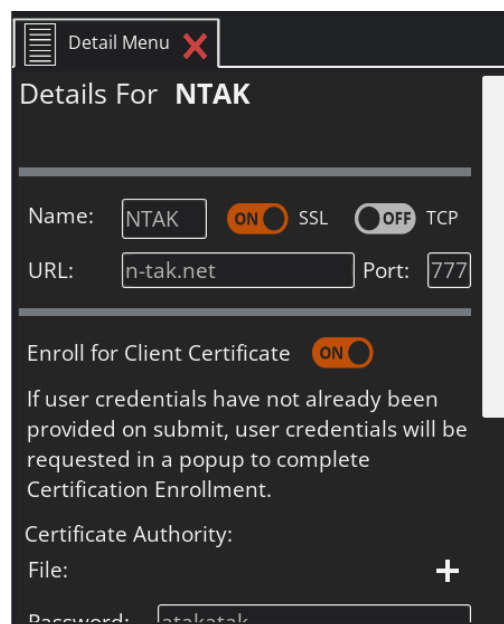 Detail Menu
Details For NTAK
Name: NTAK ON SSL OFF TCP
URL: n-tak.net Port: 777
Enroll for Client Certificate ON
If user credentials have not already been
provided on submit, user credentials will be
requested in a popup to complete
Certification Enrollment.
Certificate Authority:
File:
Password: atakatak